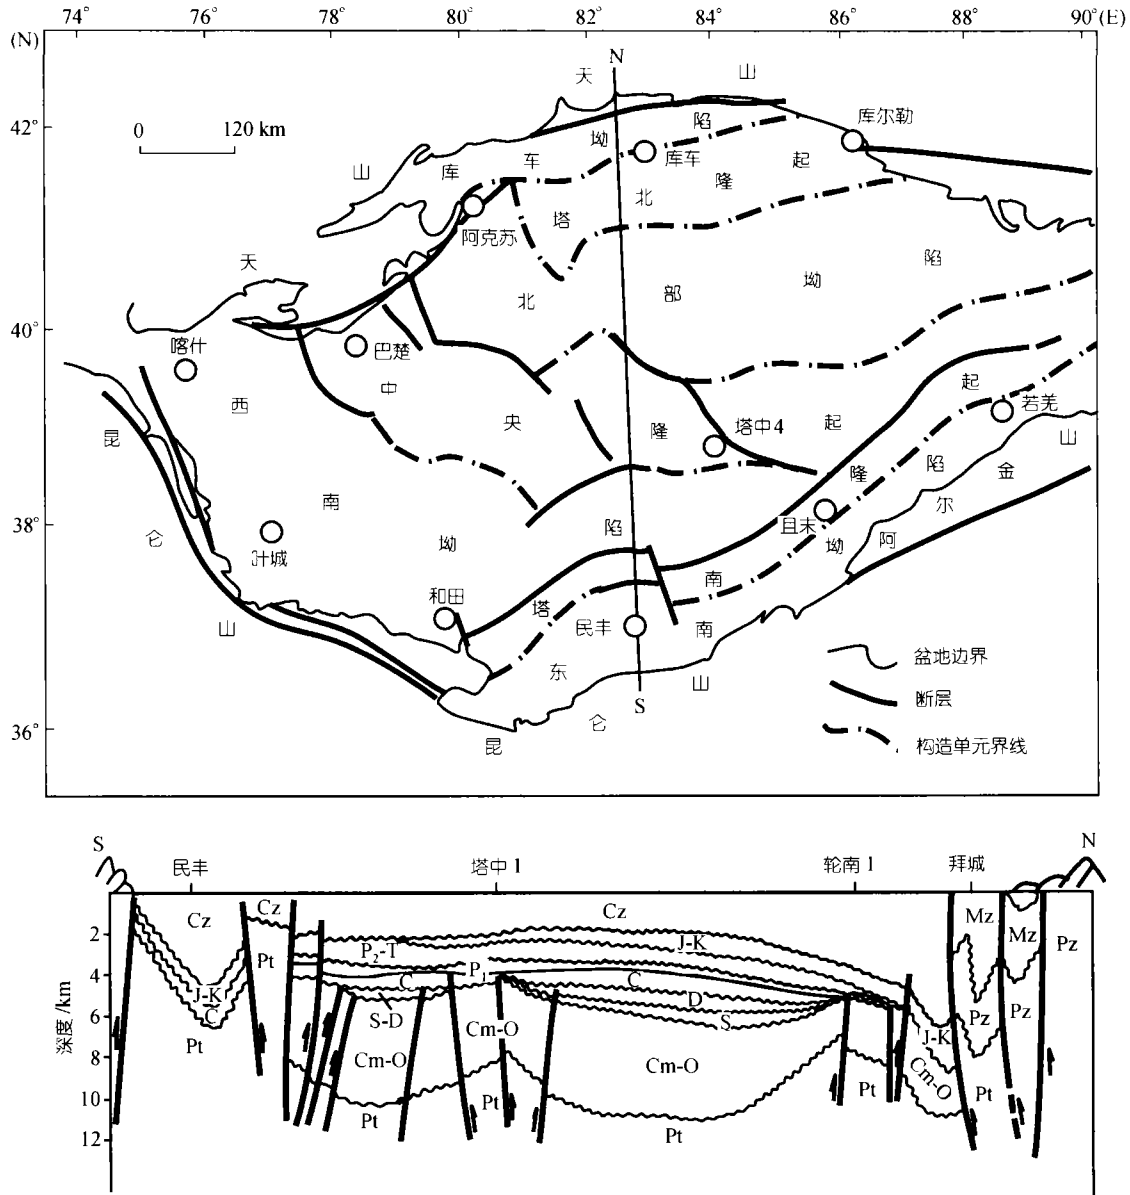 74° 76° 78° 80° 82° 84° 86° 88° 90°(E)
(N)
N
天 山
42°
0 120 km
库尔勒
山 库 车 坳 陷
库车
阿克苏
塔 北 隆 起
天
北 部 坳 陷
40°
喀什
巴楚
西
中 央 隆 起
塔中4
起
若羌
昆
南
隆 陷 金 山
38°
仑
叶城
坳 陷
且末
坳 阿 尔
和田
塔 南
山
民丰
南
盆地边界
东
山
断层
S
36°
昆 仑
构造单元界线
S 民丰 塔中1 轮南1 拜城 N
Cz Cz Cz Mz
2
P₂-T J-K Mz Pz
Pt
4 P₁
J-K C C
C D
6 S-D Cm-O S Pz Pz
深度/km
Pt J-K
8 Cm-O Cm-O Cm-O
10 Pt Pt Pt
12 Pt Pt